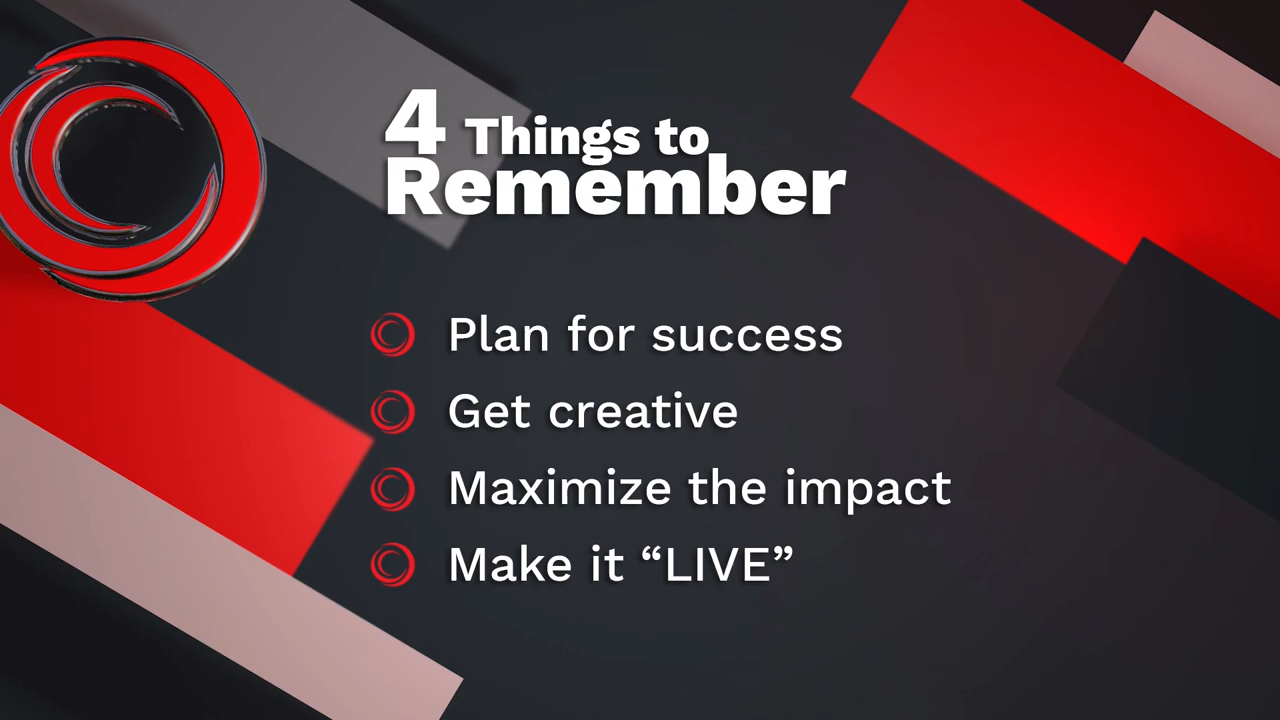 4 Things to
Remember
Plan for success
Get creative
Maximize the impact
Make it “LIVE”